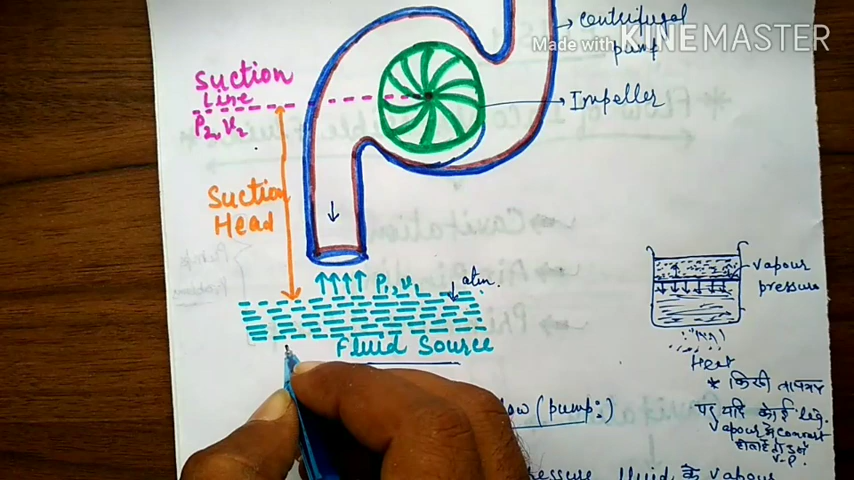 Made with KINEMASTER
Centrifugal
pump
Suction
Line
P2, V2
Impeller
Suction
Head
P1, V1
atm.
Fluid Source
vapour
pressure
Heat
* किसी तापमान
पर यदि कोई liq.
vapour में convert
low (pump:)
pressure fluid के vapour